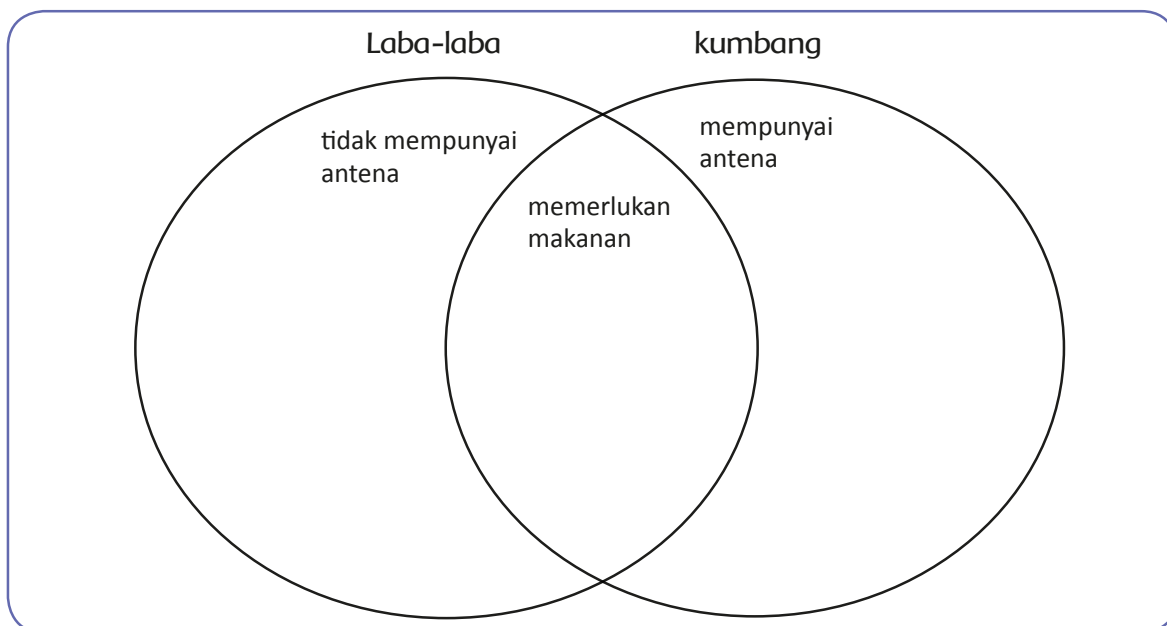 Laba-laba
kumbang
tidak mempunyai
antena
memerlukan
makanan
mempunyai
antena